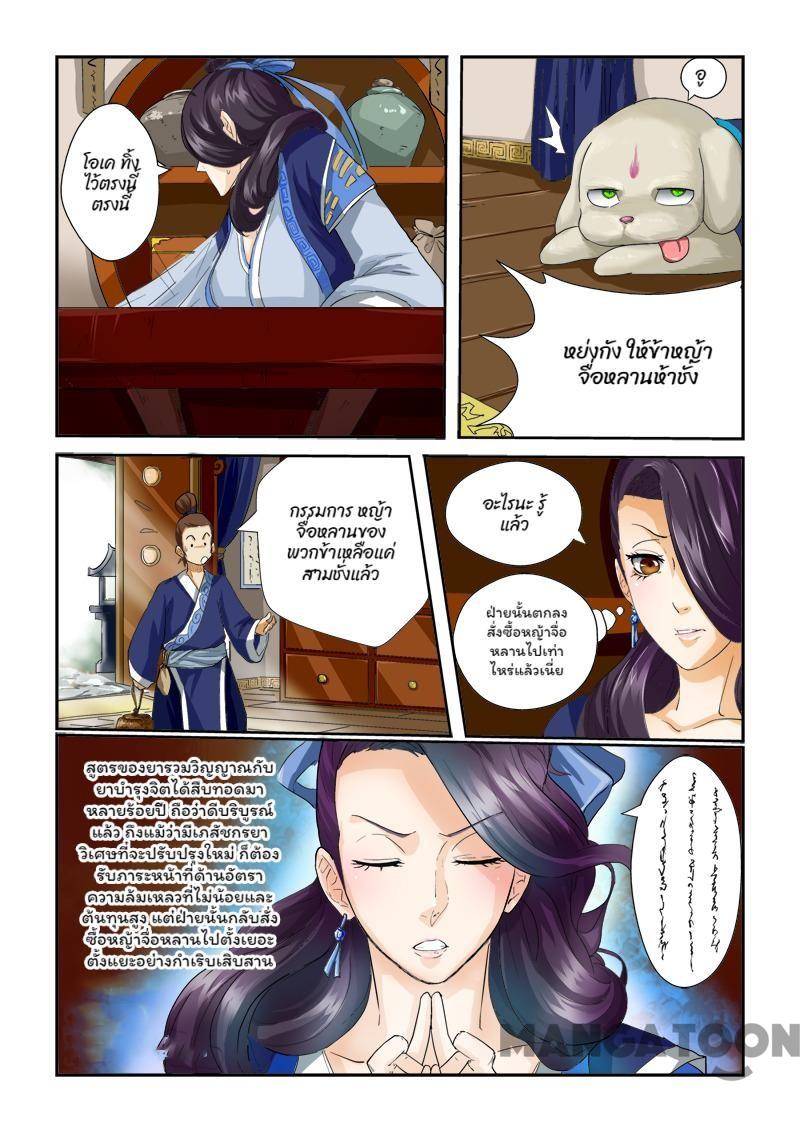 โอเค ทิ้ง
ไว้ตรงนี้
ตรงนี้
อู
หย่งกัง ให้ข้าหญ้า
จื่อหลานห้าชั่ง
กรรมการ หญ้า
จื่อหลานของ
พวกข้าเหลือแค่
สามชั่งแล้ว
อะไรนะ รู้
แล้ว
ฝ่ายนั้นตกลง
สั่งซื้อหญ้าจื่อ
หลานไปเท่า
ไหร่แล้วเนี่ย
สูตรของยารวมวิญญาณกับ
ยาบำรุงจิตได้สืบทอดมา
หลายร้อยปี ถือว่าดีบริบูรณ์
แล้ว ถึงแม้ว่ามีเภสัชกรยา
วิเศษที่จะปรับปรุงใหม่ ก็ต้อง
รับภาระหน้าที่ด้านอัตรา
ความล้มเหลวที่ไม่น้อยและ
ต้นทุนสูง แต่ฝ่ายนั้นกลับสั่ง
ซื้อหญ้าจื่อหลานไปตั้งเยอะ
ตั้งแยะอย่างกำเริบเสิบสาน
MANGATOON